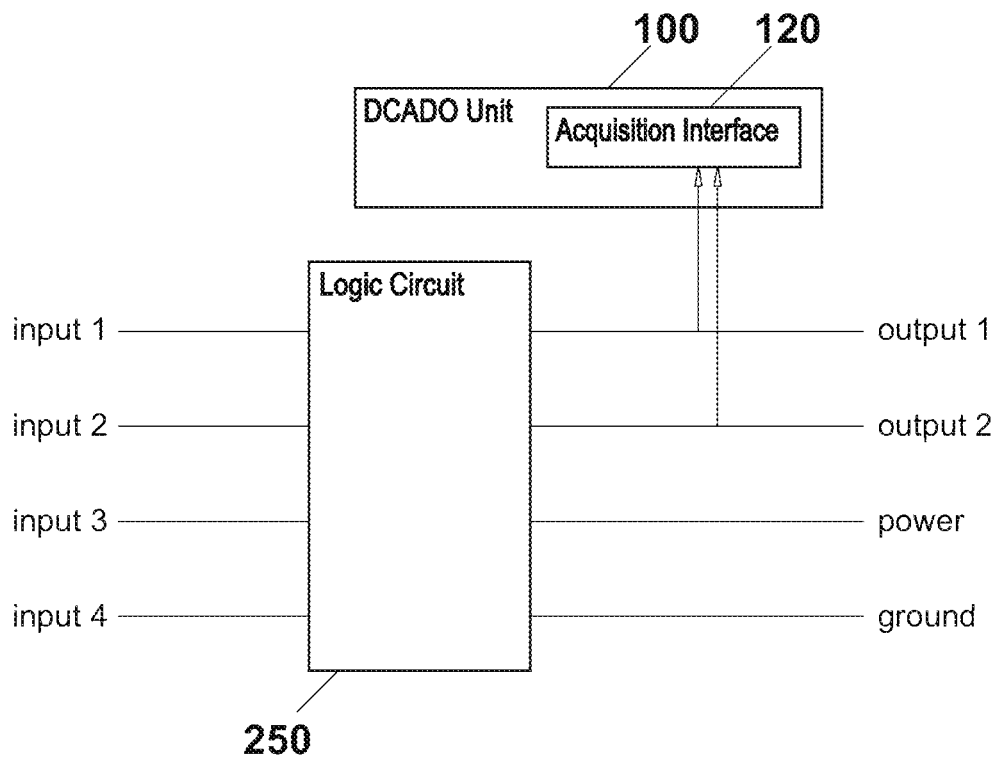 100
120
DCADO Unit
Acquisition Interface
Logic Circuit
input 1
output 1
input 2
output 2
input 3
power
input 4
ground
250